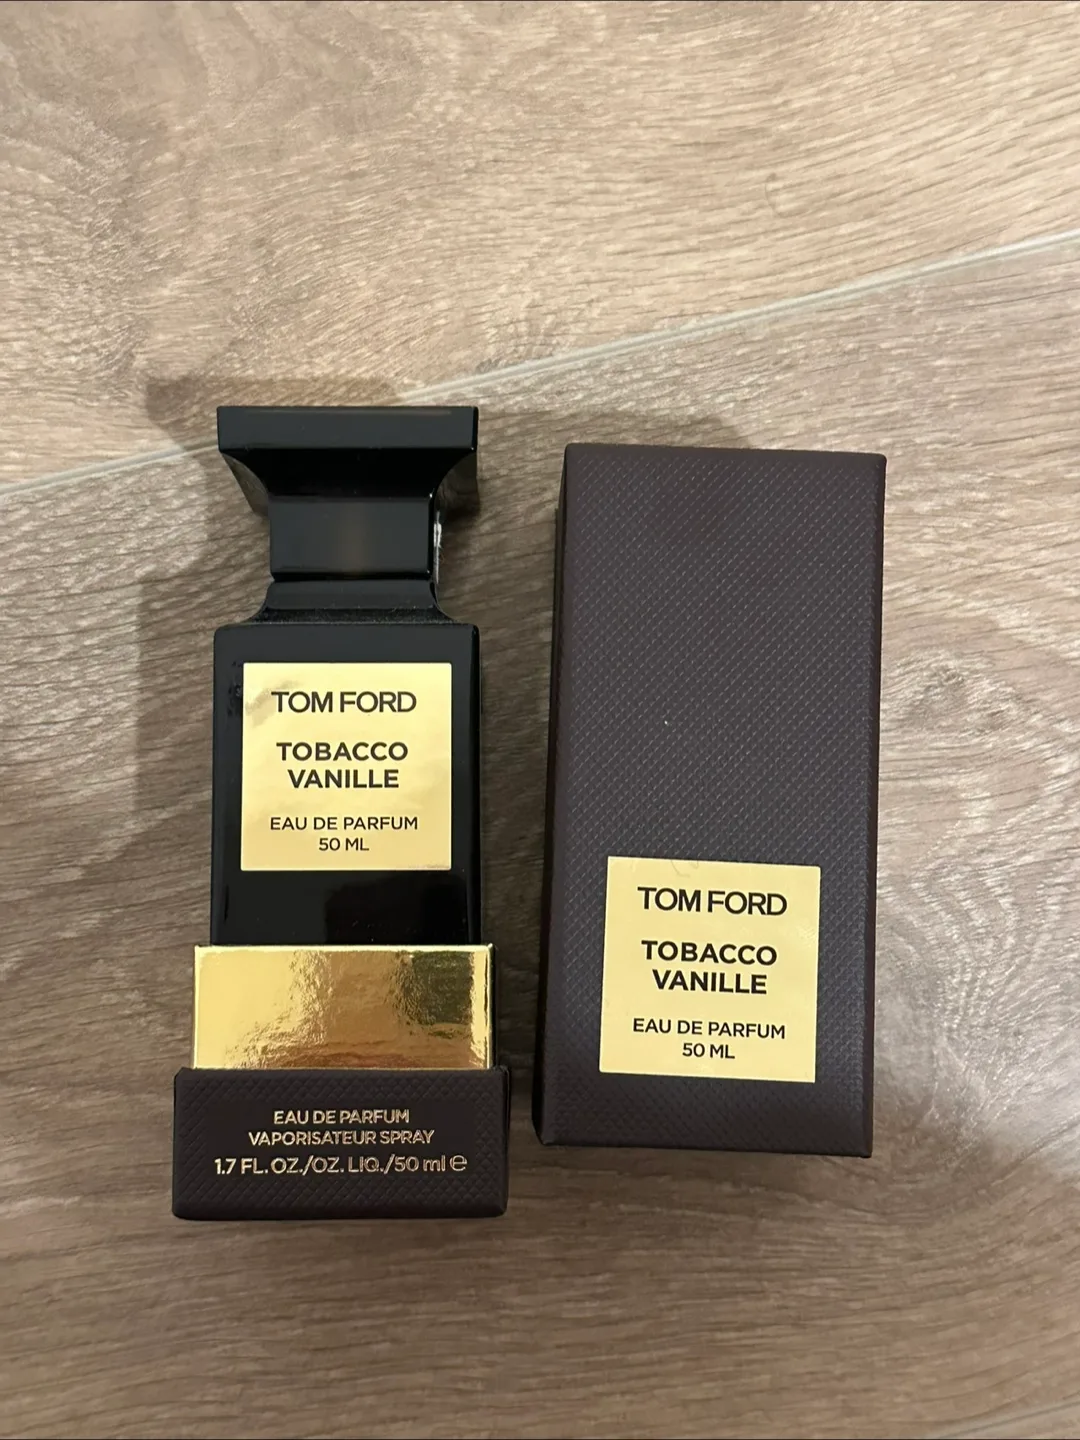 TOM FORD
TOBACCO
VANILLE
EAU DE PARFUM
50 ML
EAU DE PARFUM
VAPORISATEUR SPRAY
1.7 FL. OZ./OZ. LIQ./50 ml ℮
TOM FORD
TOBACCO
VANILLE
EAU DE PARFUM
50 ML